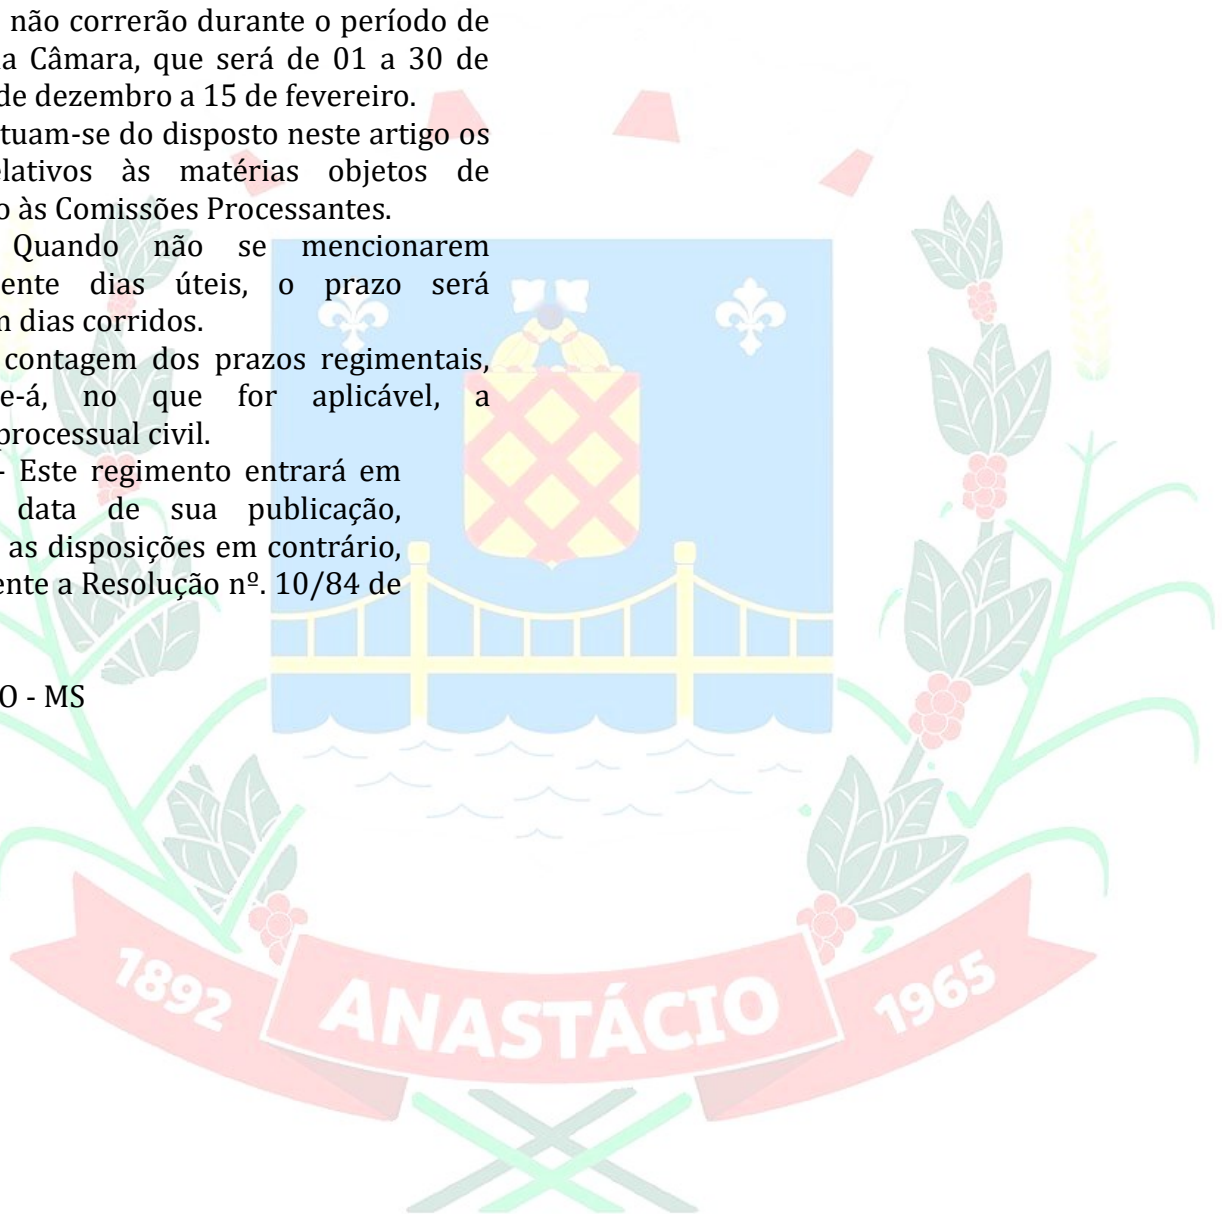 não correrão durante o período de
a Câmara, que será de 01 a 30 de
de dezembro a 15 de fevereiro.
tuam-se do disposto neste artigo os
elativos às matérias objetos de
o às Comissões Processantes.
Quando não se mencionarem
ente dias úteis, o prazo será
m dias corridos.
contagem dos prazos regimentais,
e-á, no que for aplicável, a
processual civil.
- Este regimento entrará em
data de sua publicação,
as disposições em contrário,
ente a Resolução nº. 10/84 de
O - MS
1892
ANASTÁCIO
1965